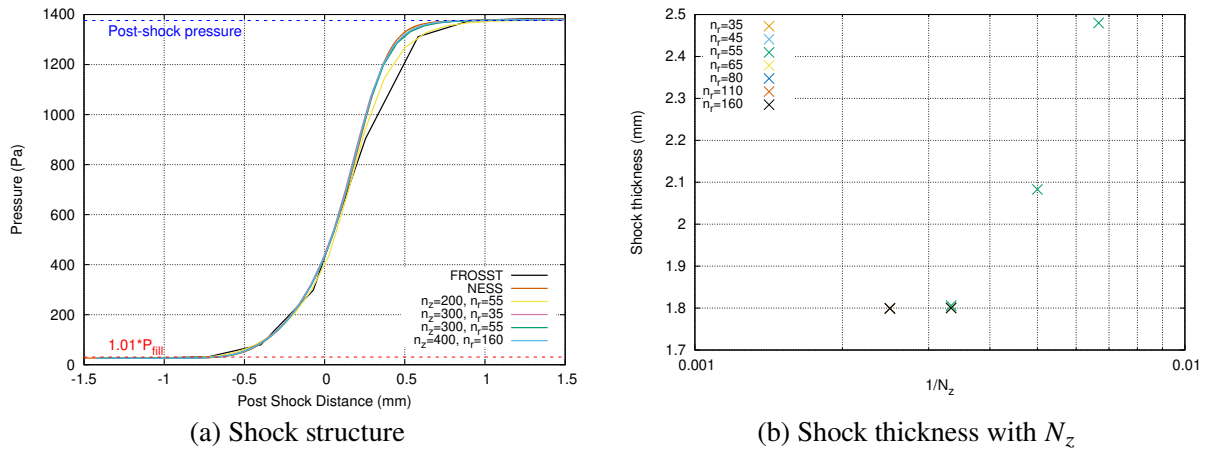 1400
1200
1000
800
600
400
200
0
Pressure (Pa)
Post-shock pressure
1.01*P_fill
FROSST
NESS
n_z=200, n_r=55
n_z=300, n_r=35
n_z=300, n_r=55
n_z=400, n_r=160
-1.5 -1 -0.5 0 0.5 1 1.5
Post Shock Distance (mm)
(a) Shock structure
2.5
2.4
2.3
2.2
2.1
2
1.9
1.8
1.7
Shock thickness (mm)
n_r=35
n_r=45
n_r=55
n_r=65
n_r=80
n_r=110
n_r=160
0.001 0.01
1/N_z
(b) Shock thickness with N_z